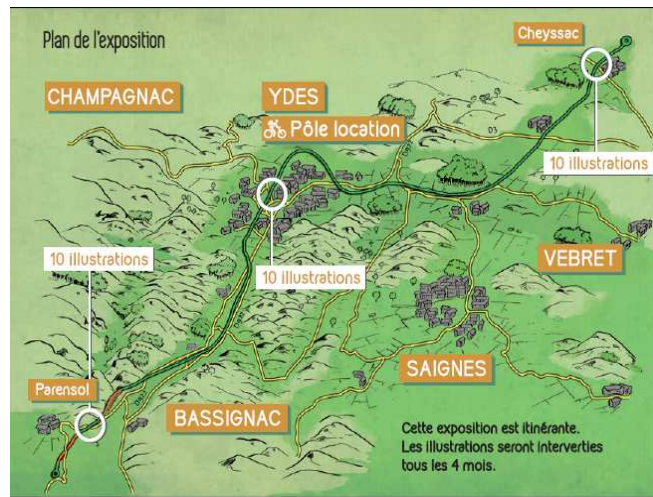 Plan de l'exposition
Cheyssac
CHAMPAGNAC
YDES
Pôle location
10 illustrations
10 illustrations
10 illustrations
VEBRET
SAIGNES
Parensol
BASSIGNAC
Cette exposition est itinérante.
Les illustrations seront interverties
tous les 4 mois.